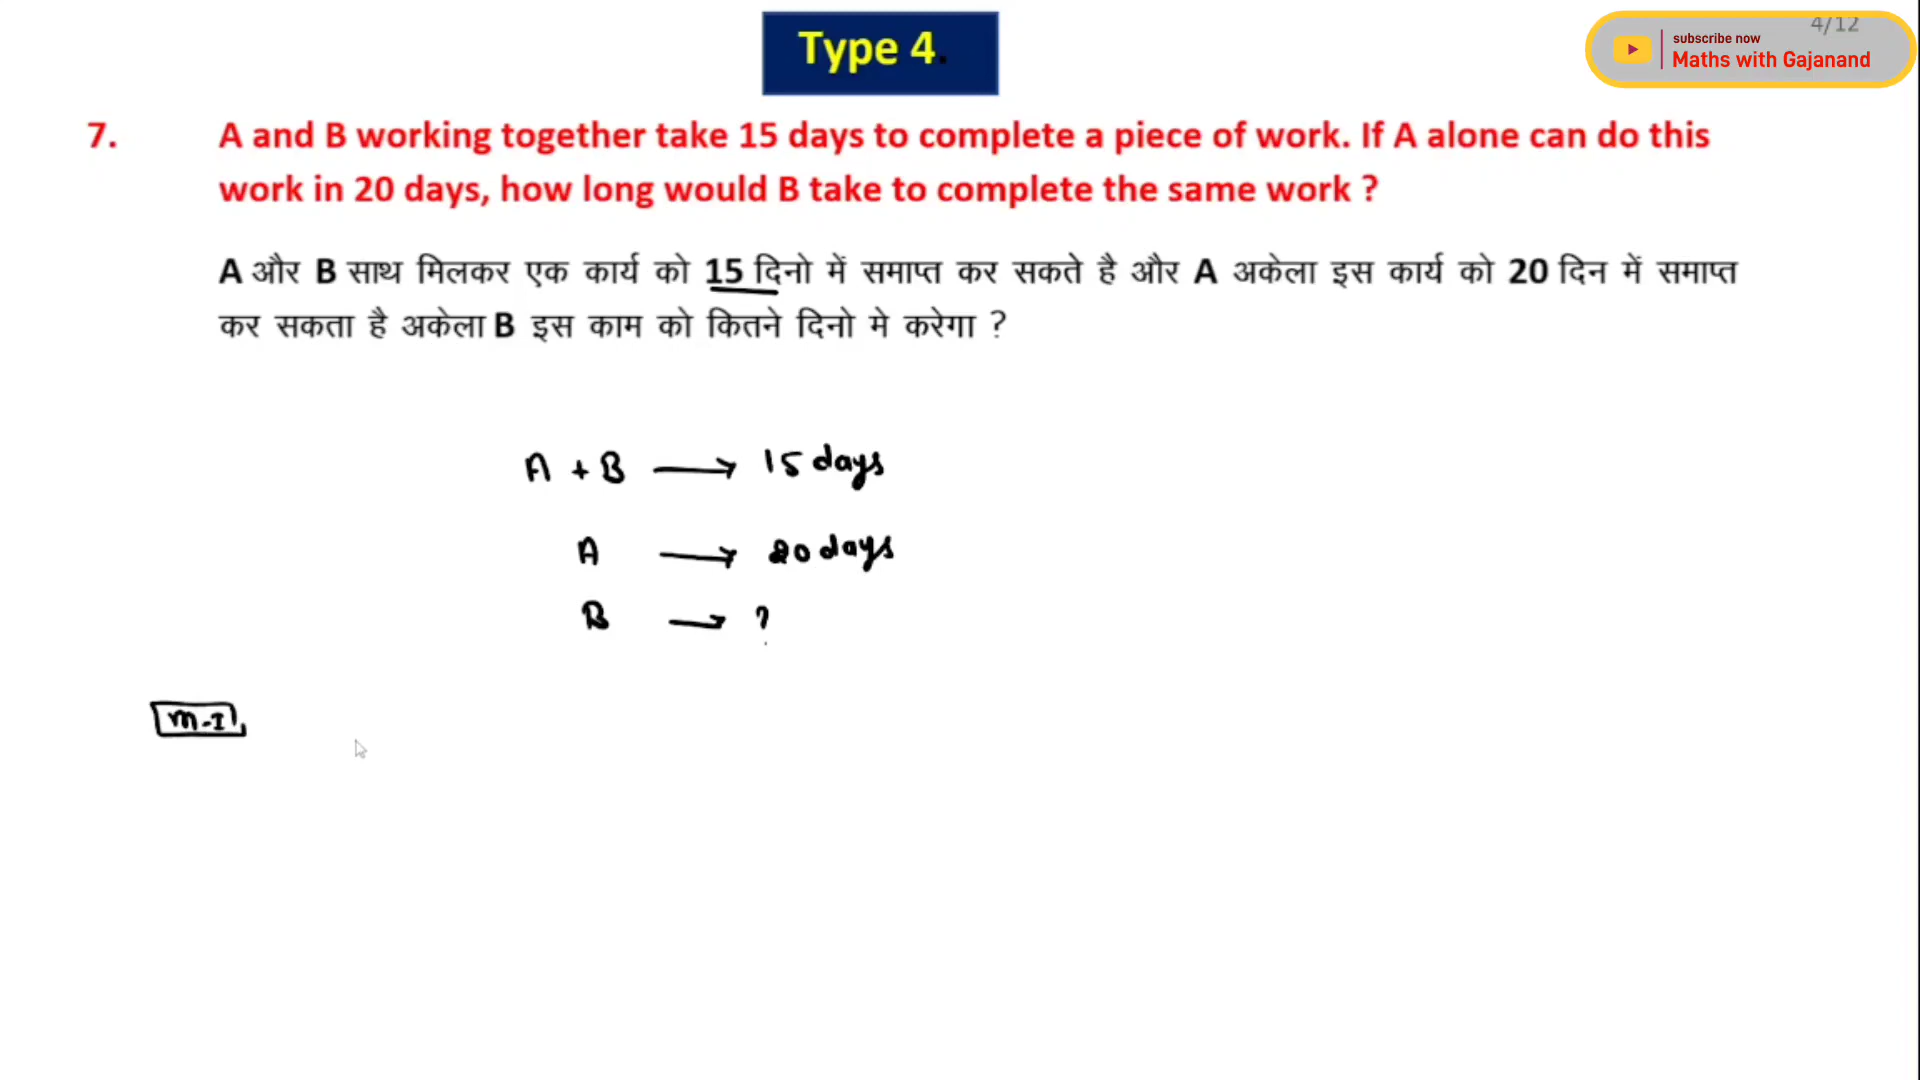 Type 4.
4/12
subscribe now
Maths with Gajanand
7. A and B working together take 15 days to complete a piece of work. If A alone can do this
work in 20 days, how long would B take to complete the same work ?
A और B साथ मिलकर एक कार्य को 15 दिनो में समाप्त कर सकते है और A अकेला इस कार्य को 20 दिन में समाप्त
कर सकता है अकेला B इस काम को कितने दिनो मे करेगा ?
A + B → 15 days
A → 20 days
B → ?
M-I